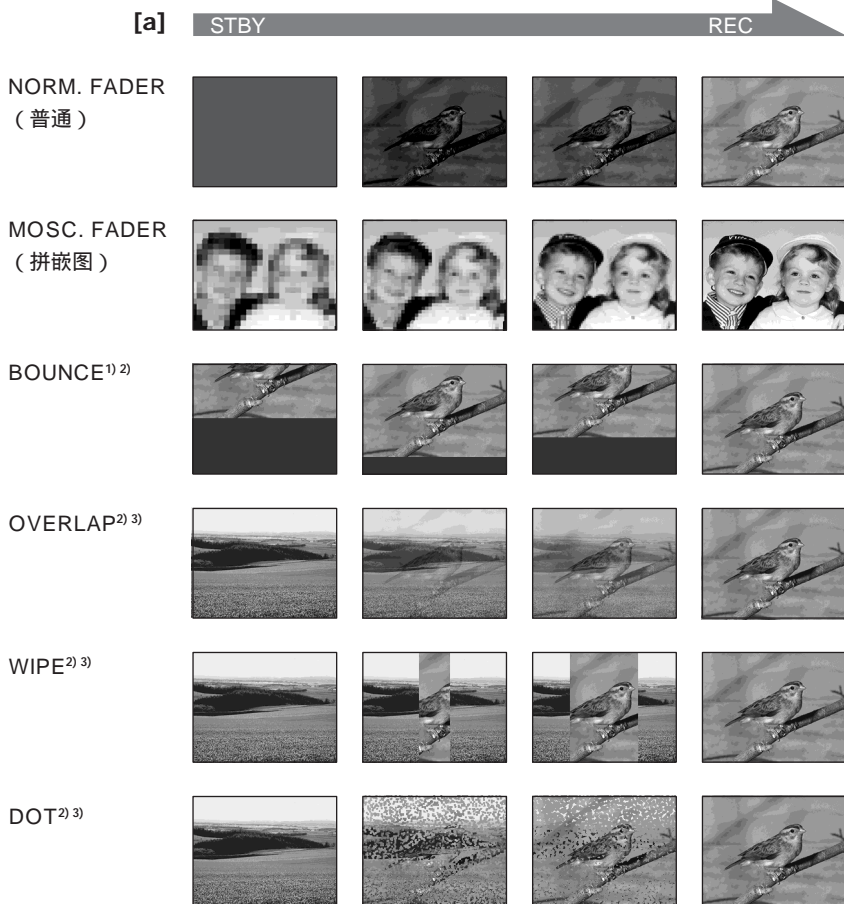 [a] STBY REC
NORM. FADER
（普通）
MOSC. FADER
（拼嵌图）
BOUNCE¹⁾ ²⁾
OVERLAP²⁾ ³⁾
WIPE²⁾ ³⁾
DOT²⁾ ³⁾